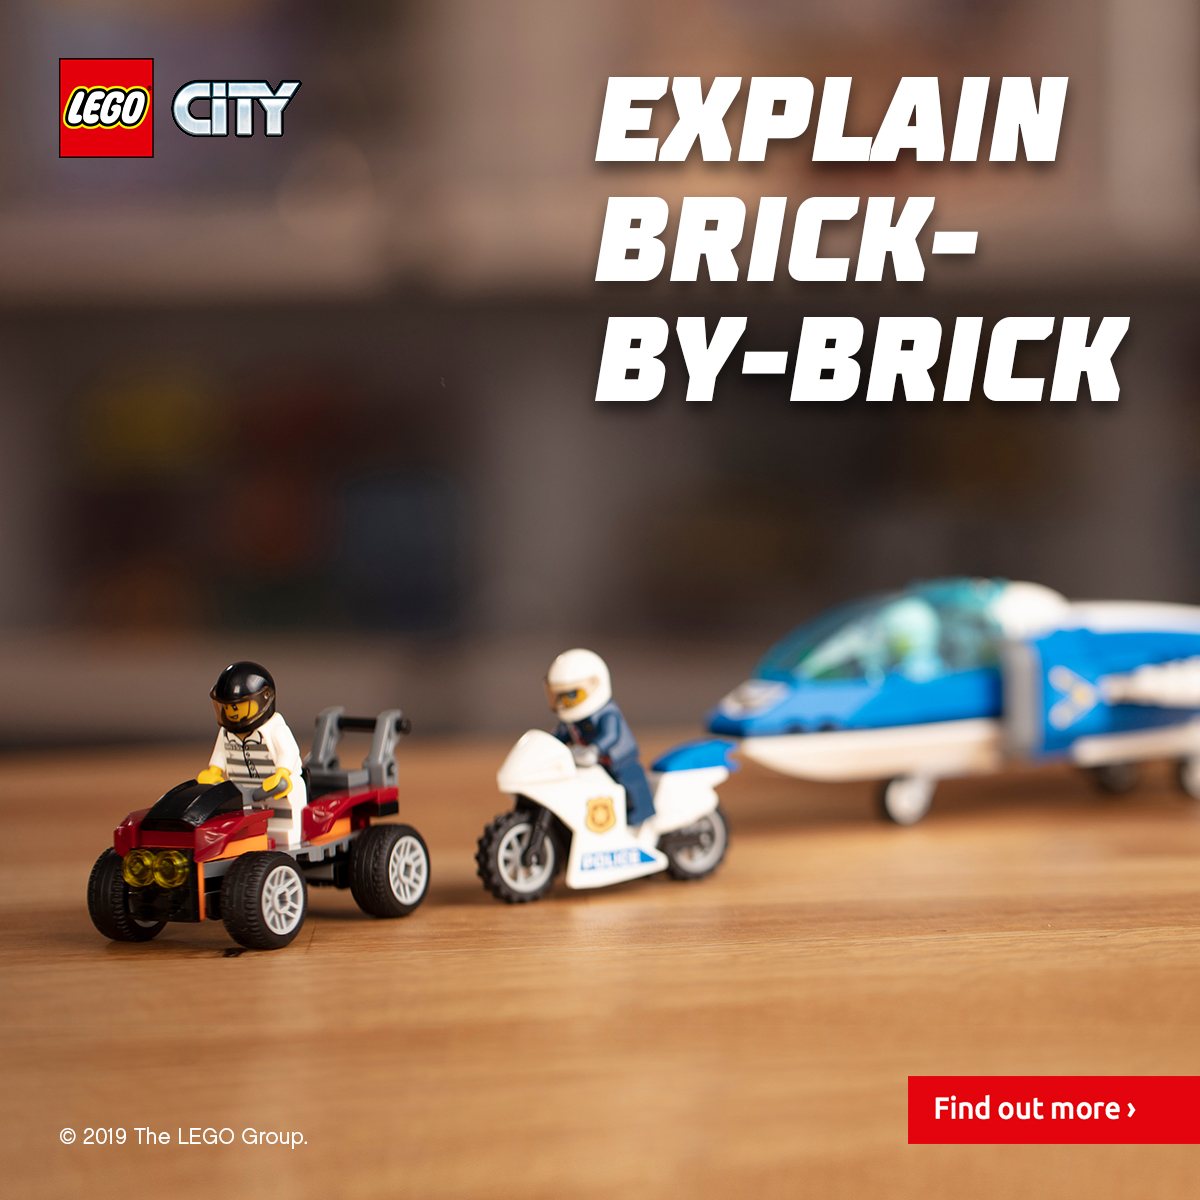 LEGO CITY
EXPLAIN
BRICK-
BY-BRICK
POLICE
Find out more ›
© 2019 The LEGO Group.